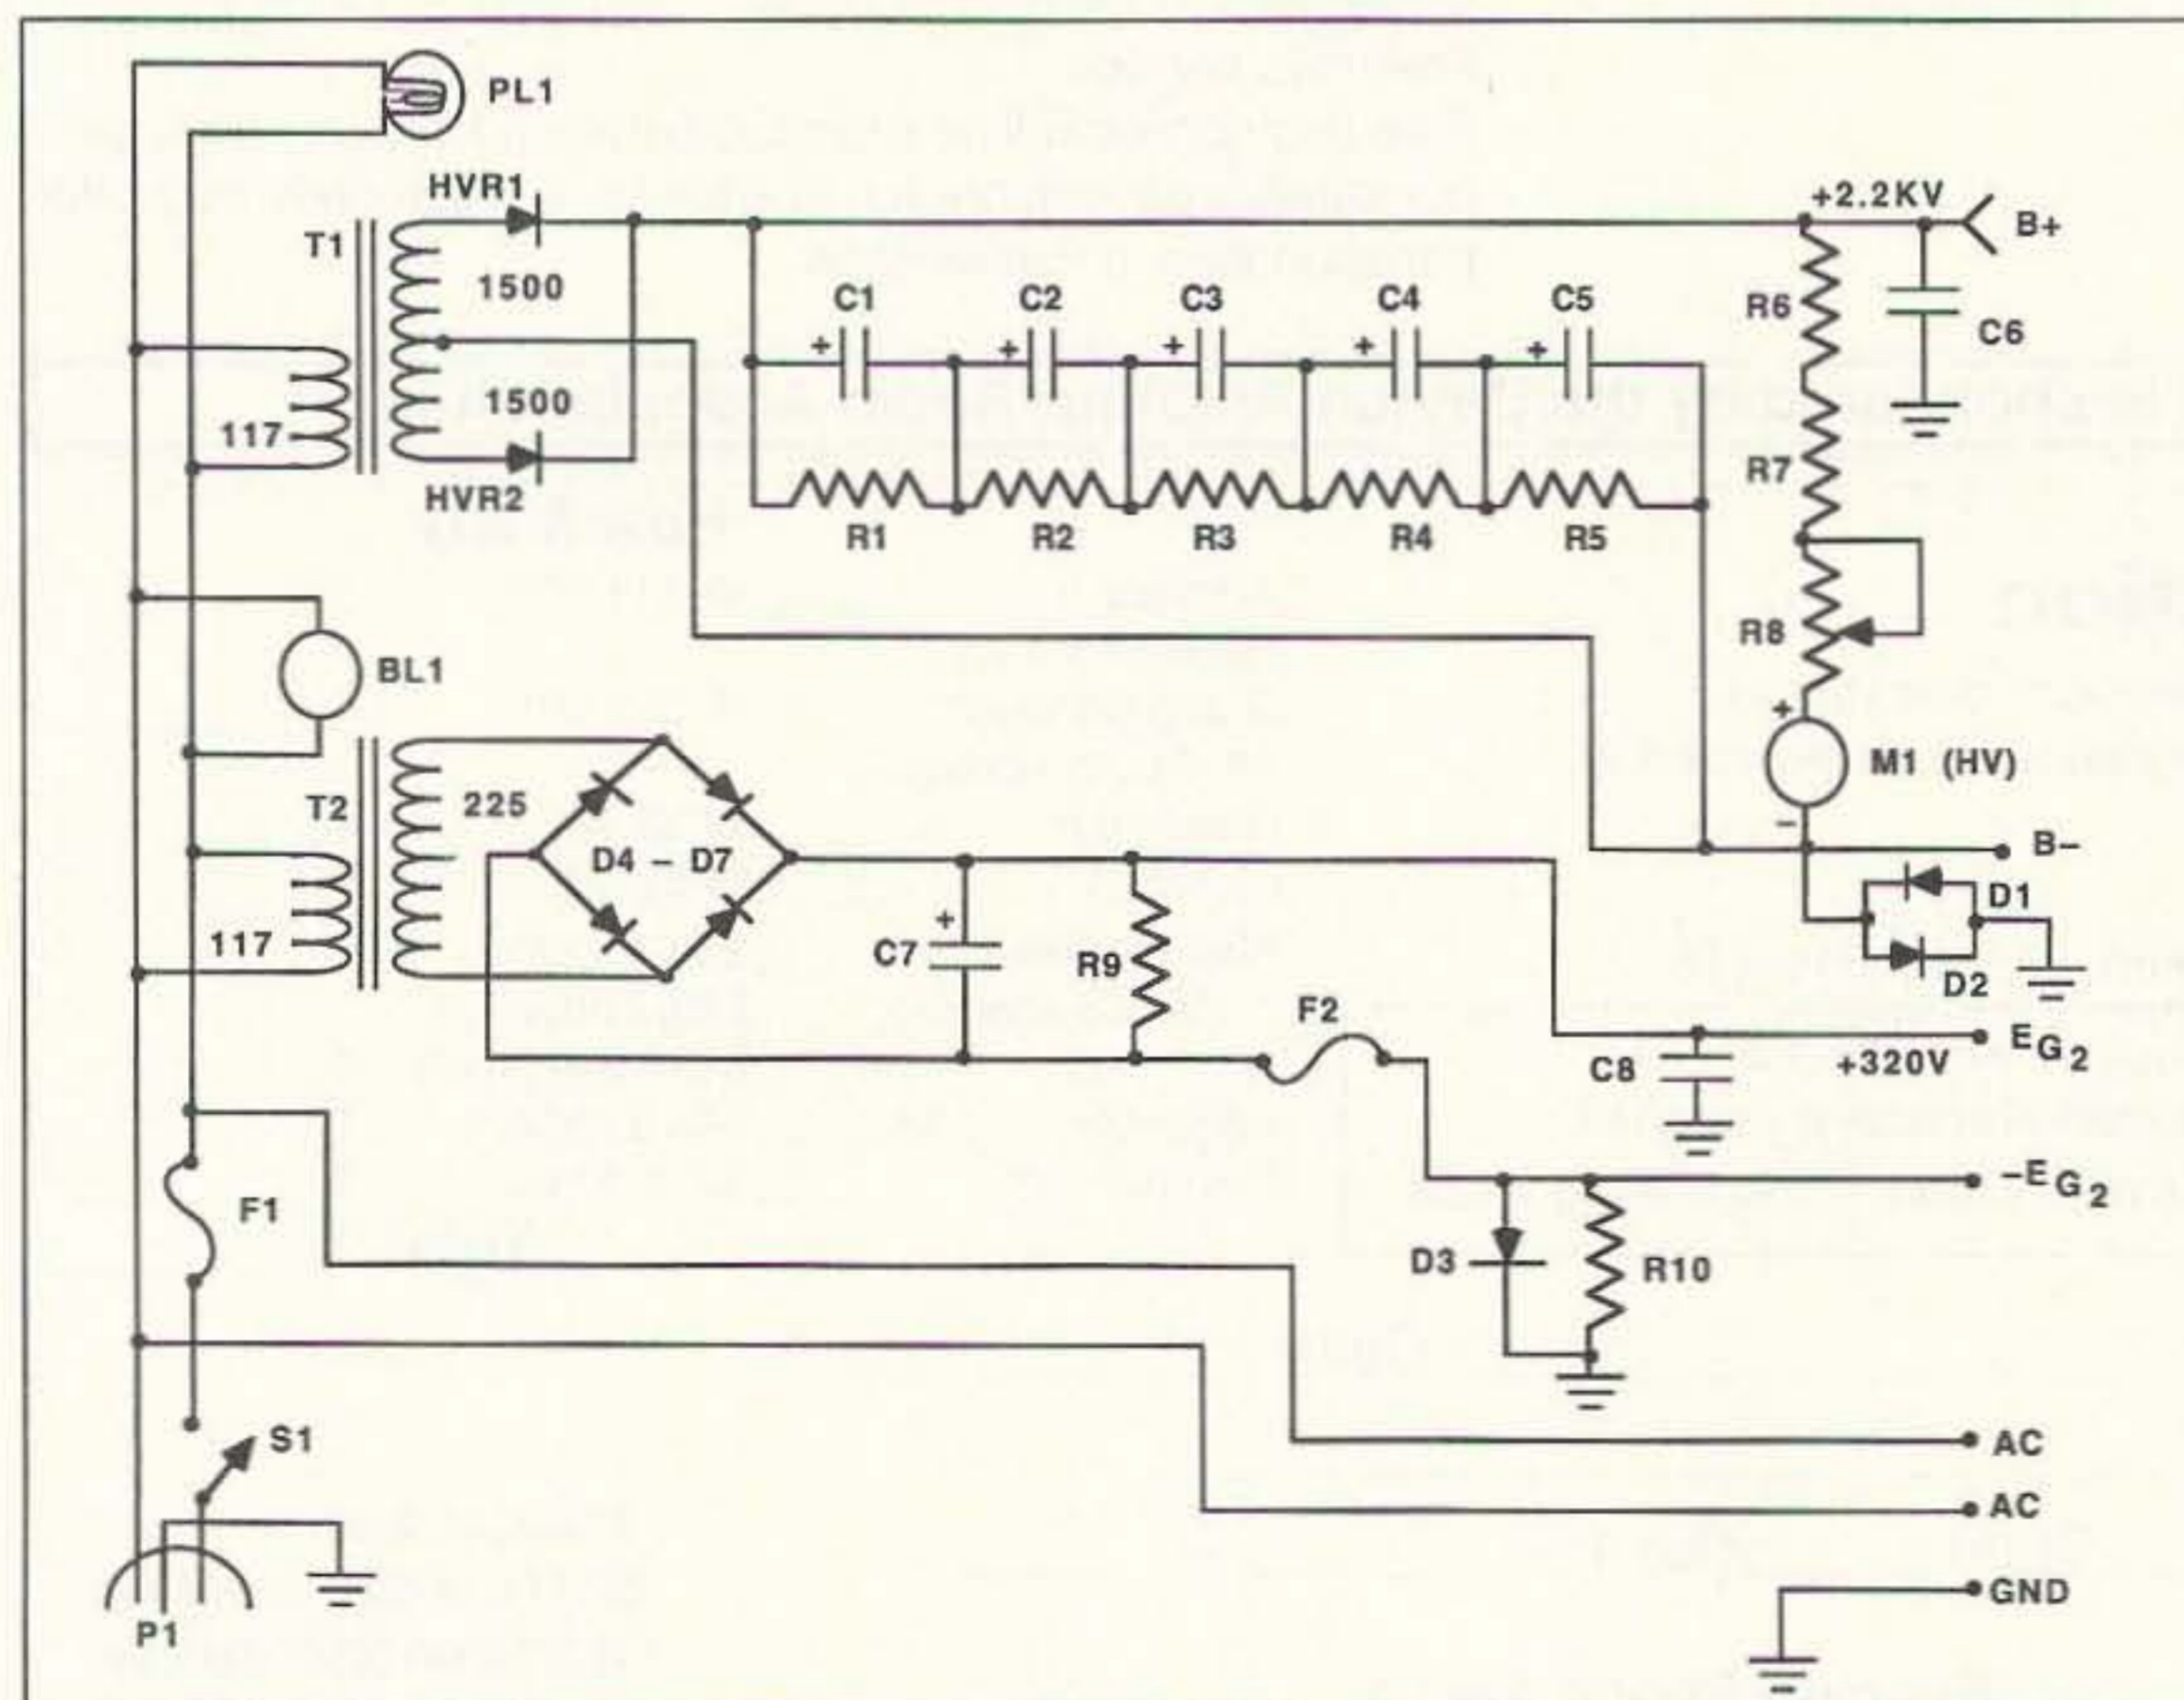 PL1
HVR1
+2.2KV
B+
T1
1500
C1
C2
C3
C4
C5
R6
C6
+
+
+
+
+
1500
117
R7
HVR2
R1
R2
R3
R4
R5
R8
BL1
+
M1 (HV)
T2
225
–
B–
D4 – D7
D1
+
117
C7
R9
D2
F2
EG2
C8
+320V
–EG2
F1
D3
R10
S1
AC
AC
GND
P1